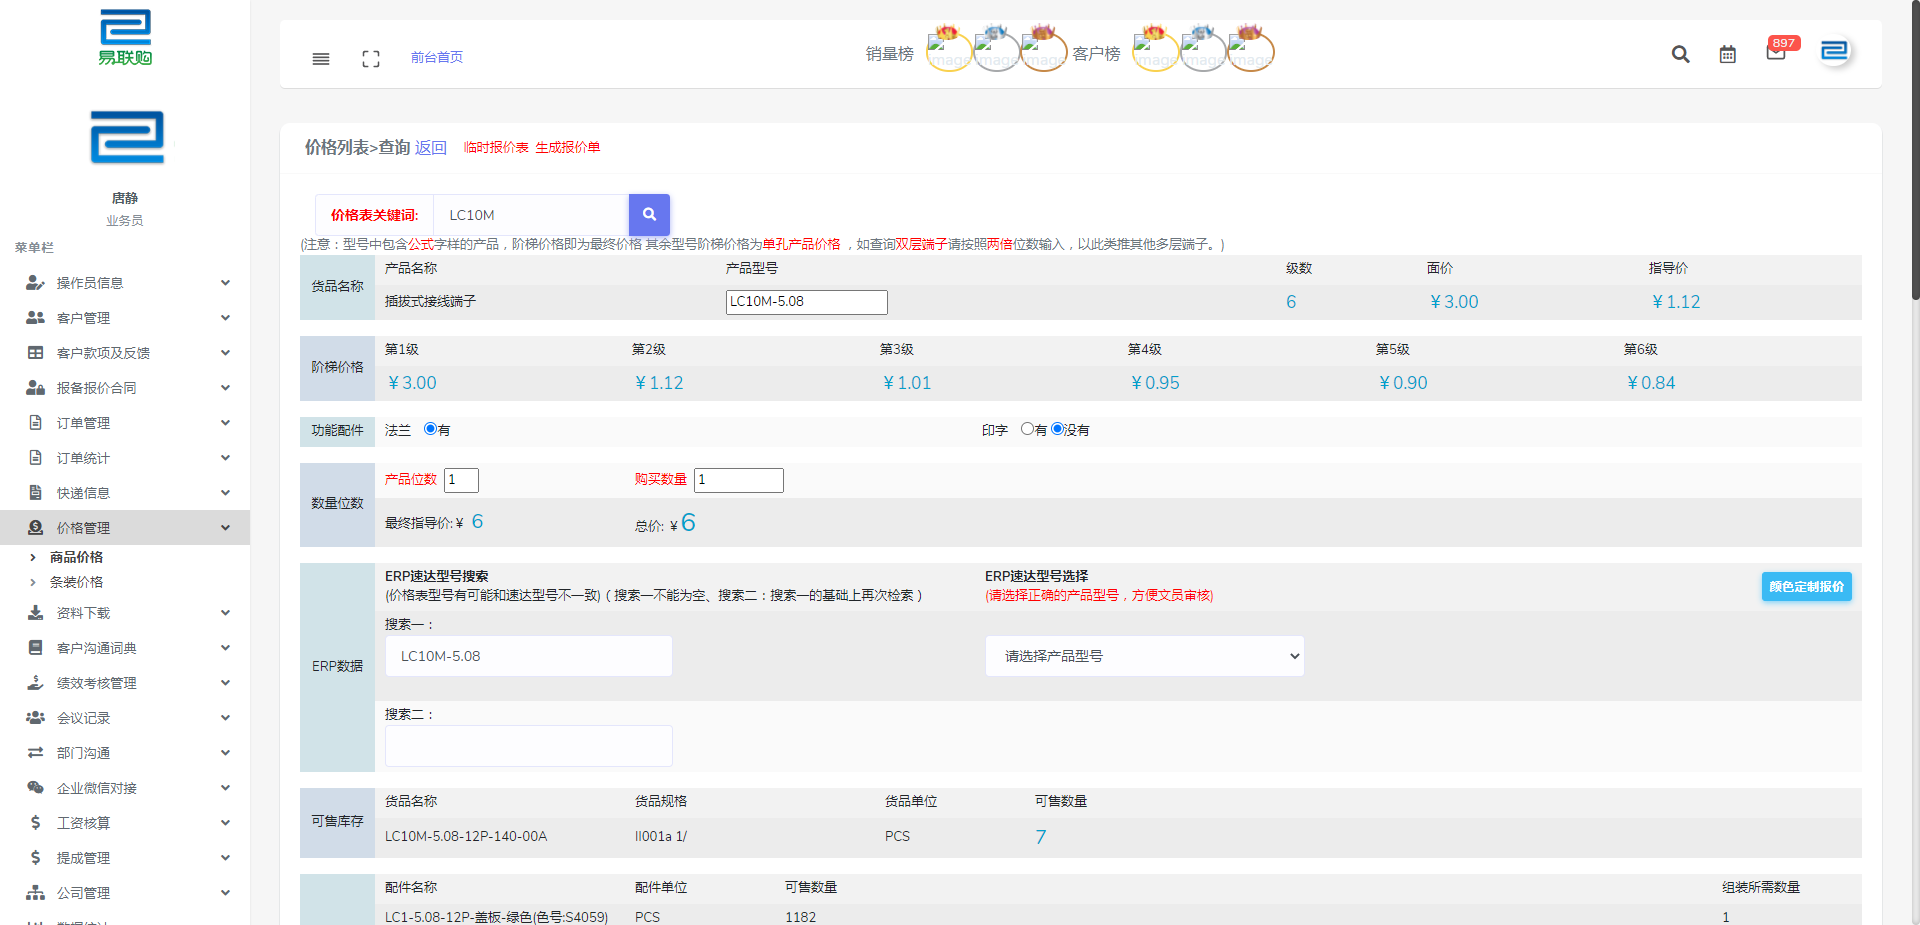 易联购
前台首页
销量榜
image
image
image
客户榜
image
image
image
897
唐静
业务员
菜单栏
操作员信息
客户管理
客户款项及反馈
报备报价合同
订单管理
订单统计
快递信息
价格管理
商品价格
条装价格
资料下载
客户沟通词典
绩效考核管理
会议记录
部门沟通
企业微信对接
工资核算
提成管理
公司管理
价格列表>查询 返回 临时报价表 生成报价单
价格表关键词: LC10M
(注意：型号中包含公式字样的产品，阶梯价格即为最终价格 其余型号阶梯价格为单孔产品价格 ，如查询双层端子请按照两倍位数输入，以此类推其他多层端子。)
货品名称
产品名称 产品型号 级数 面价 指导价
插拔式接线端子 LC10M-5.08 6 ￥3.00 ￥1.12
阶梯价格
第1级 第2级 第3级 第4级 第5级 第6级
￥3.00 ￥1.12 ￥1.01 ￥0.95 ￥0.90 ￥0.84
功能配件 法兰 有 印字 有 没有
数量位数
产品位数 1 购买数量 1
最终指导价: ¥ 6 总价: ¥ 6
ERP数据
ERP速达型号搜索
(价格表型号有可能和速达型号不一致)（ 搜索一不能为空、搜索二：搜索一的基础上再次检索 ）
ERP速达型号选择
(请选择正确的产品型号，方便文员审核)
颜色定制报价
搜索一：
LC10M-5.08 请选择产品型号
搜索二：
可售库存
货品名称 货品规格 货品单位 可售数量
LC10M-5.08-12P-140-00A II001a 1/ PCS 7
配件名称 配件单位 可售数量 组装所需数量
LC1-5.08-12P-盖板-绿色(色号:S4059) PCS 1182 1